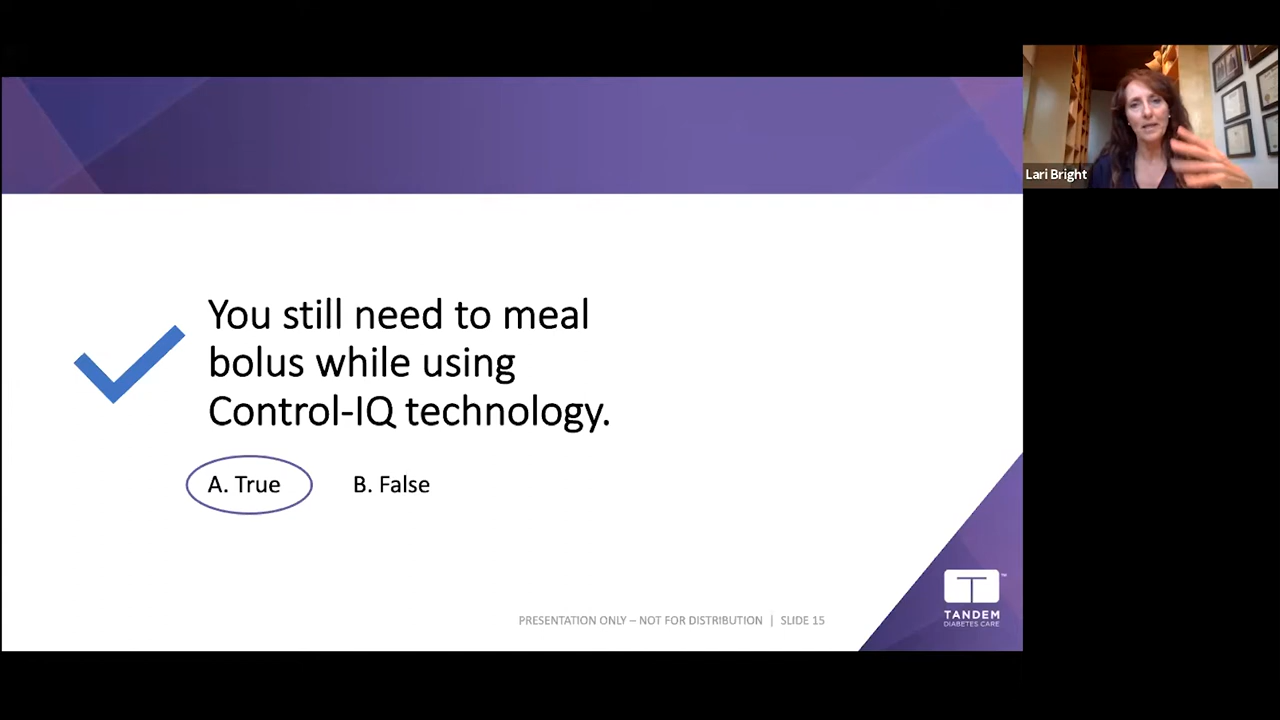 You still need to meal
bolus while using
Control-IQ technology.
A. True B. False
PRESENTATION ONLY – NOT FOR DISTRIBUTION | SLIDE 15
T™
TANDEM
DIABETES CARE
Lari Bright